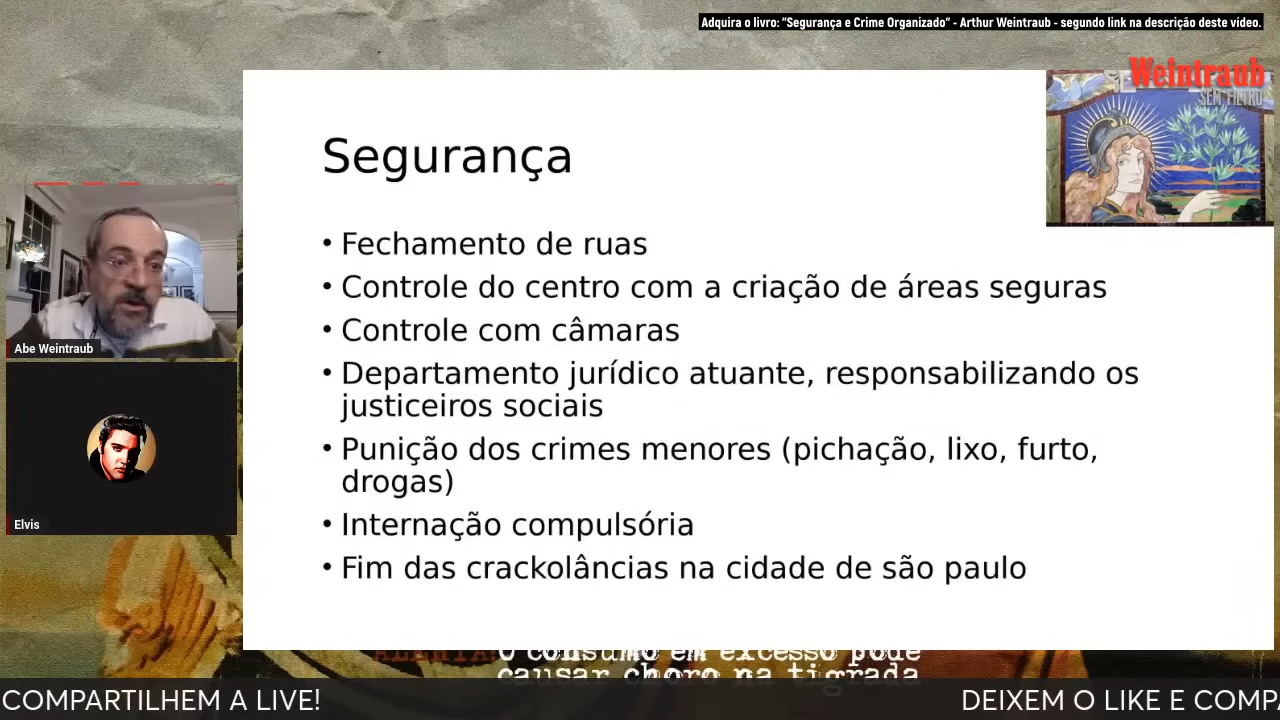 Adquira o livro: "Segurança e Crime Organizado" - Arthur Weintraub - segundo link na descrição deste vídeo.
Weintraub
SEM FILTRO
Segurança
• Fechamento de ruas
• Controle do centro com a criação de áreas seguras
• Controle com câmaras
• Departamento jurídico atuante, responsabilizando os
justiceiros sociais
• Punição dos crimes menores (pichação, lixo, furto,
drogas)
• Internação compulsória
• Fim das crackolâncias na cidade de são paulo
Abe Weintraub
Elvis
ALERTA: O consumo em excesso pode
causar choro na tigrada
COMPARTILHEM A LIVE!
DEIXEM O LIKE E COMP